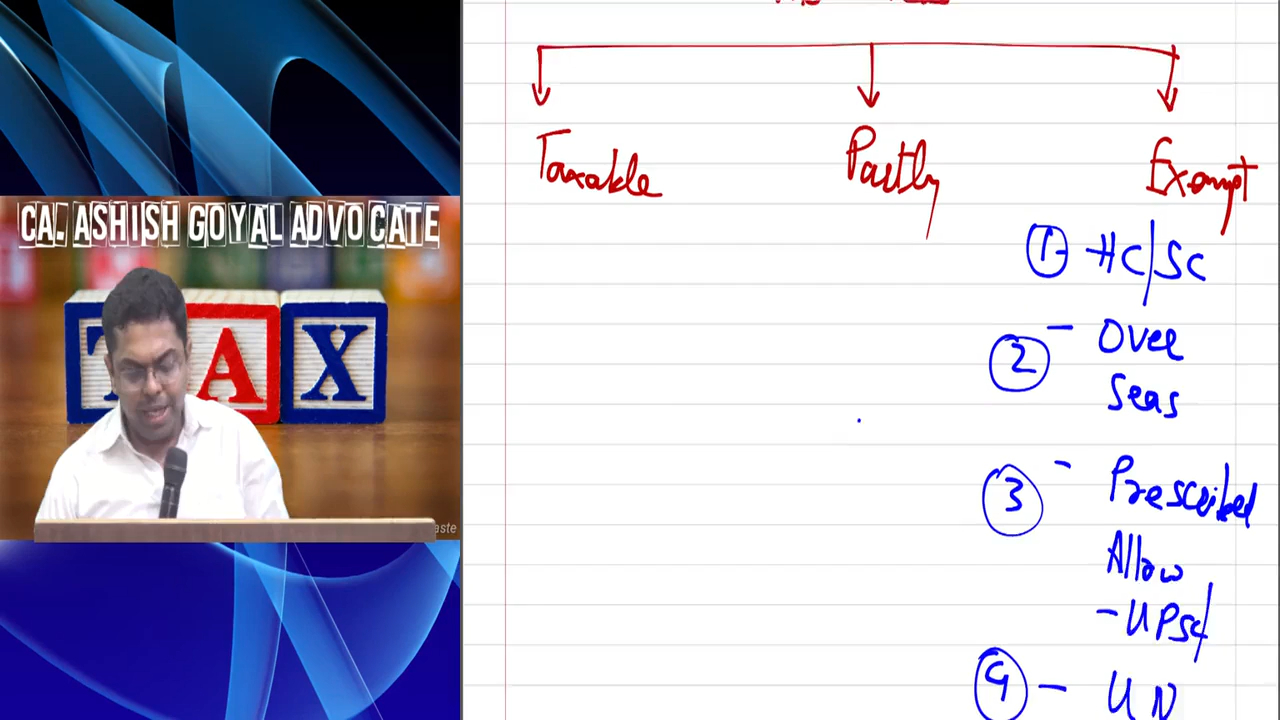 CA. ASHISH GOYAL ADVOCATE
TAX
aste
Taxable
Partly
Exempt
1 - HC/SC
2 - Over
Seas
3 - Prescribed
Allow
- UPSC
4 - UN